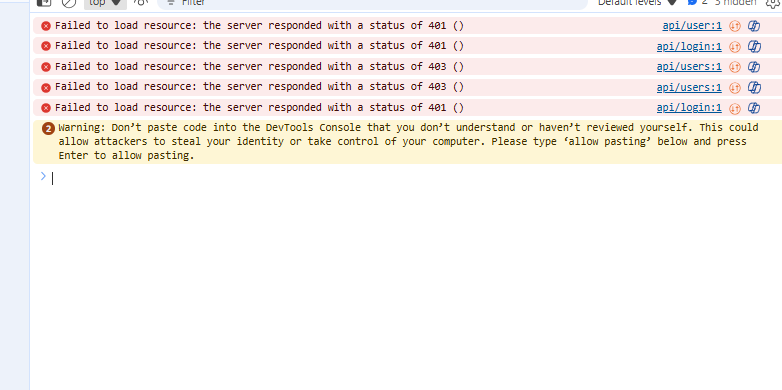 top ▼ Filter Default levels ▼ 2 5 hidden
Failed to load resource: the server responded with a status of 401 () api/user:1
Failed to load resource: the server responded with a status of 401 () api/login:1
Failed to load resource: the server responded with a status of 403 () api/users:1
Failed to load resource: the server responded with a status of 403 () api/users:1
Failed to load resource: the server responded with a status of 401 () api/login:1
2 Warning: Don’t paste code into the DevTools Console that you don’t understand or haven’t reviewed yourself. This could
allow attackers to steal your identity or take control of your computer. Please type ‘allow pasting’ below and press
Enter to allow pasting.